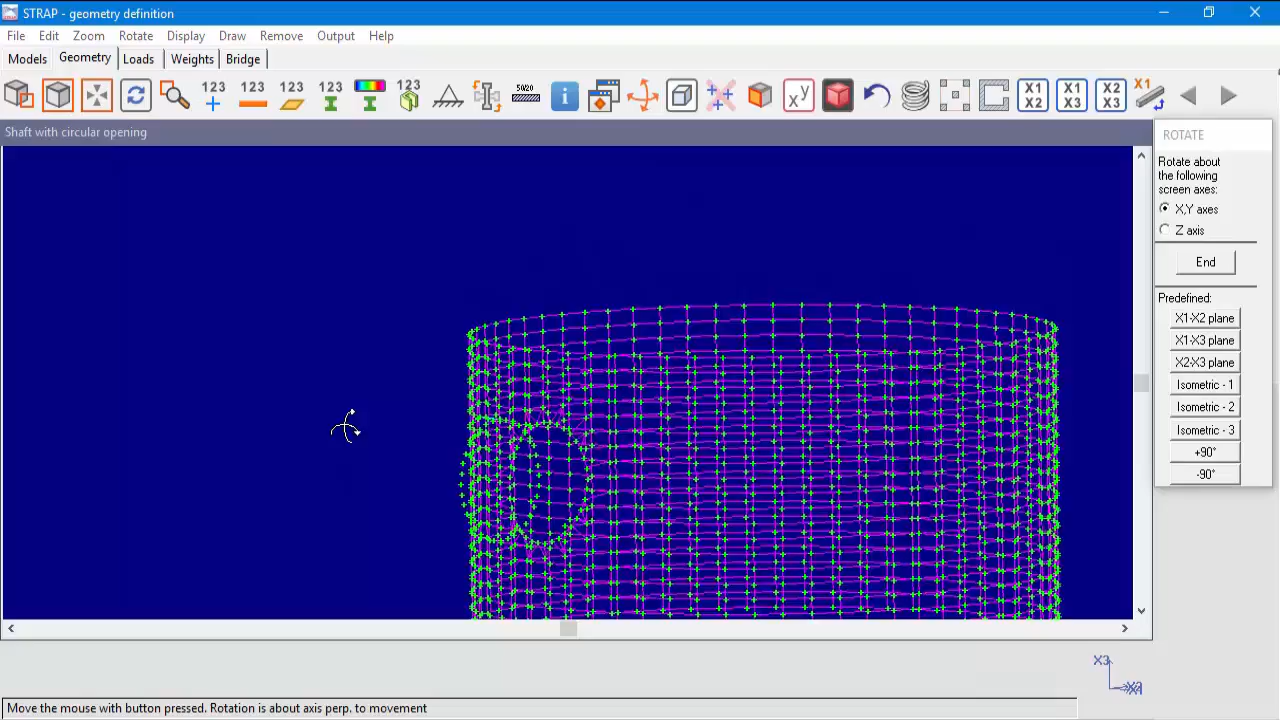 STRAP - geometry definition
File Edit Zoom Rotate Display Draw Remove Output Help
Models Geometry Loads Weights Bridge
123 123 123 123 123 5020 i x y X1 X2 X1 X3 X2 X3 X1
Shaft with circular opening
ROTATE
Rotate about
the following
screen axes:
X,Y axes
Z axis
End
Predefined:
X1-X2 plane
X1-X3 plane
X2-X3 plane
Isometric - 1
Isometric - 2
Isometric - 3
+90°
-90°
X3
Move the mouse with button pressed. Rotation is about axis perp. to movement